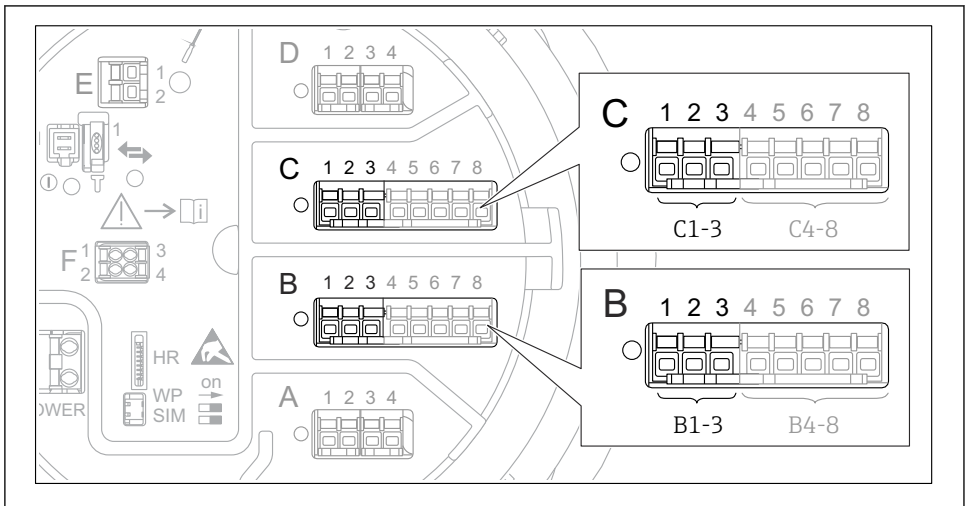 D 1 2 3 4
E 1
2
1
C 1 2 3 4 5 6 7 8
i
F 1 3
2 4
B 1 2 3 4 5 6 7 8
HR
WP on
SIM
OWER
A 1 2 3 4
C 1 2 3 4 5 6 7 8
C1-3 C4-8
B 1 2 3 4 5 6 7 8
B1-3 B4-8